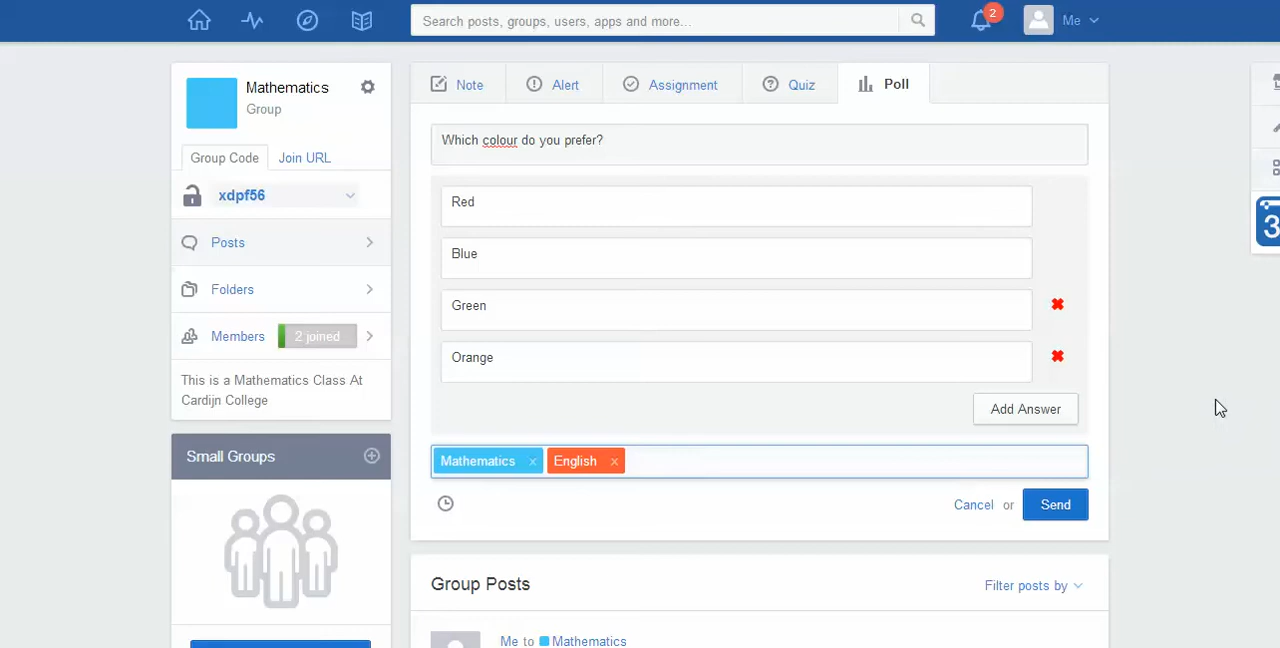 Search posts, groups, users, apps and more...
2
Me
Mathematics
Group
Group Code
Join URL
xdpf56
Posts
Folders
Members
2 joined
This is a Mathematics Class At
Cardijn College
Small Groups
Note
Alert
Assignment
Quiz
Poll
Which colour do you prefer?
Red
Blue
Green
Orange
Add Answer
Mathematics ×
English ×
Cancel or Send
Group Posts
Filter posts by
Me to Mathematics
3